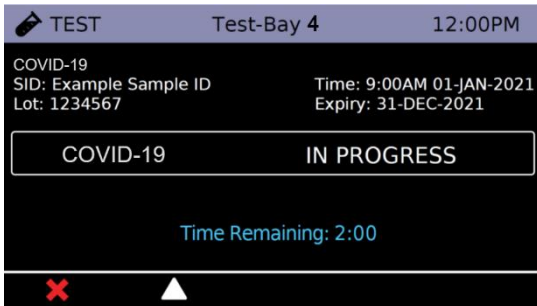 TEST Test-Bay 4 12:00PM
COVID-19
SID: Example Sample ID Time: 9:00AM 01-JAN-2021
Lot: 1234567 Expiry: 31-DEC-2021
COVID-19 IN PROGRESS
Time Remaining: 2:00